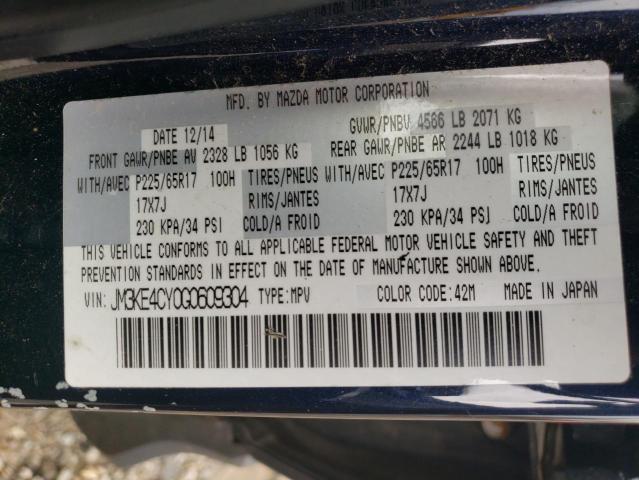 MFD. BY MAZDA MOTOR CORPORATION
DATE 12/14 GVWR/PNBV 4566 LB 2071 KG
FRONT GAWR/PNBE AV 2328 LB 1056 KG REAR GAWR/PNBE AR 2244 LB 1018 KG
WITH/AVEC P225/65R17 100H TIRES/PNEUS WITH/AVEC P225/65R17 100H TIRES/PNEUS
17X7J RIMS/JANTES 17X7J RIMS/JANTES
230 KPA/34 PSI COLD/A FROID 230 KPA/34 PSI COLD/A FROID
THIS VEHICLE CONFORMS TO ALL APPLICABLE FEDERAL MOTOR VEHICLE SAFETY AND THEFT
PREVENTION STANDARDS IN EFFECT ON THE DATE OF MANUFACTURE SHOWN ABOVE.
VIN: JM3KE4CY0G0609304 TYPE: MPV COLOR CODE: 42M MADE IN JAPAN